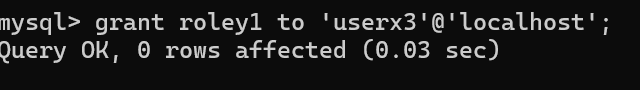 mysql> grant roley1 to 'userx3'@'localhost';
Query OK, 0 rows affected (0.03 sec)